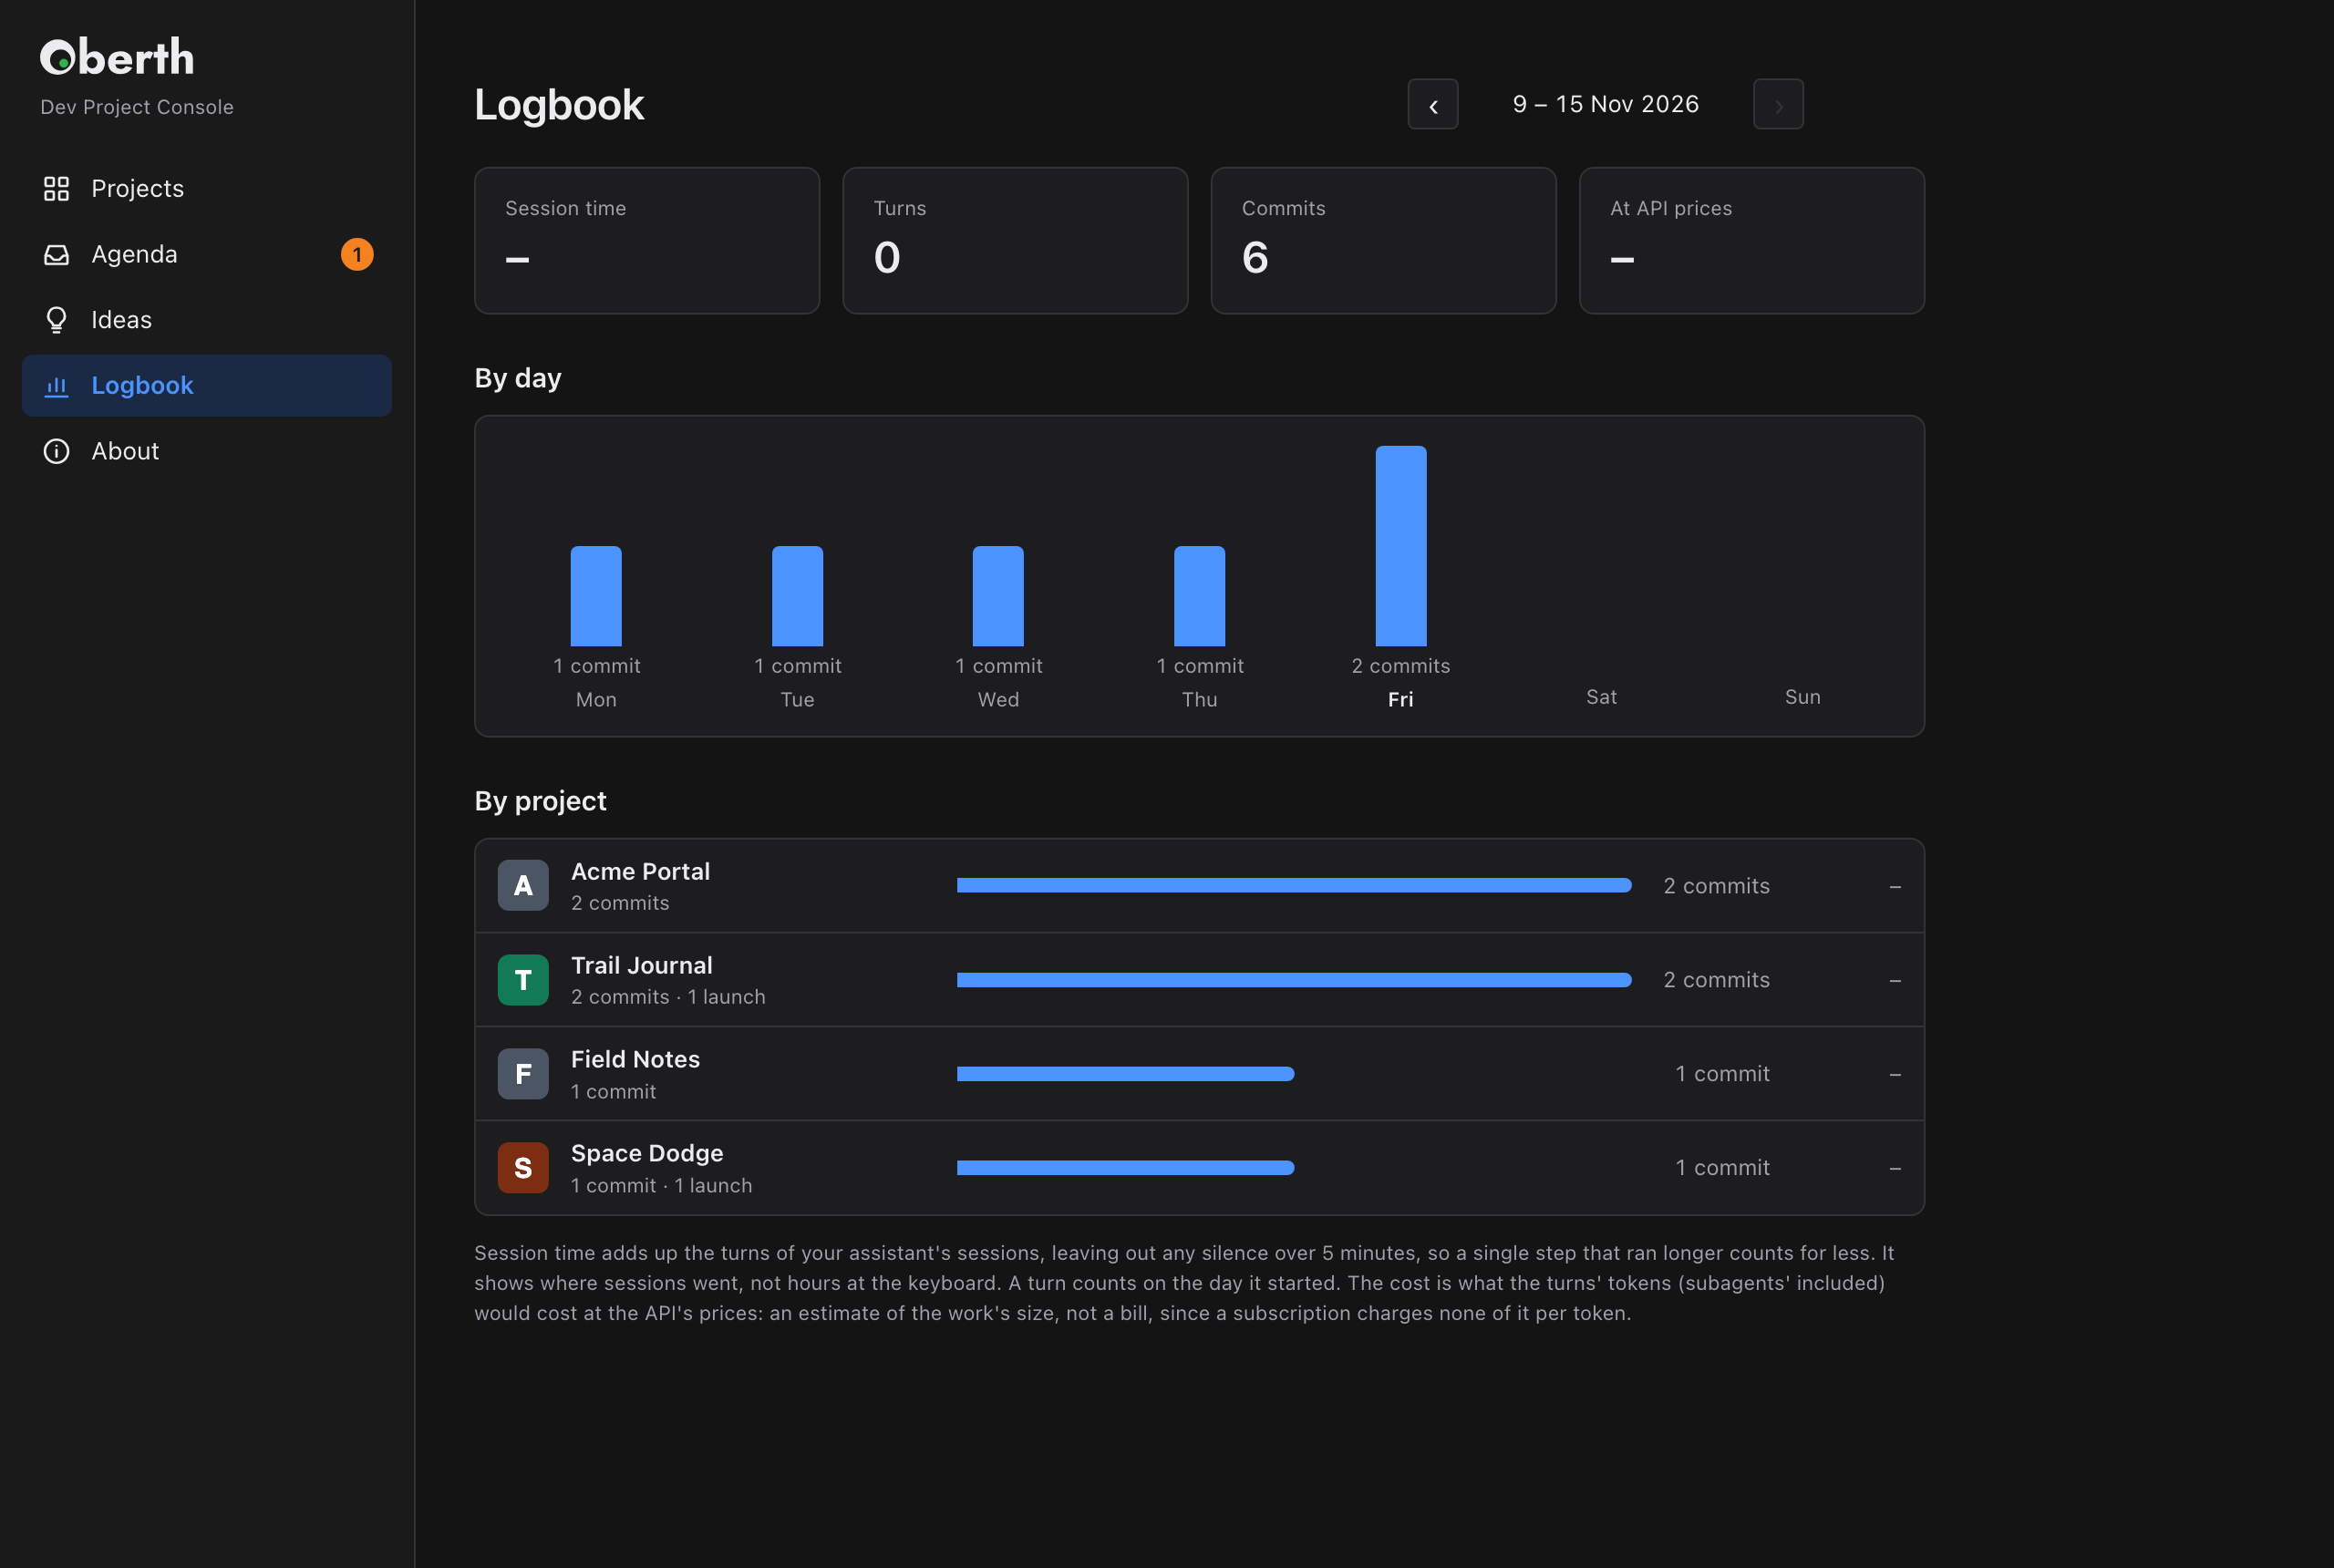 Oberth
Dev Project Console
Projects
Agenda 1
Ideas
Logbook
About
Logbook
‹ 9 – 15 Nov 2026 ›
Session time
–
Turns
0
Commits
6
At API prices
–
By day
1 commit
Mon
1 commit
Tue
1 commit
Wed
1 commit
Thu
2 commits
Fri
Sat
Sun
By project
A
Acme Portal
2 commits
2 commits –
T
Trail Journal
2 commits · 1 launch
2 commits –
F
Field Notes
1 commit
1 commit –
S
Space Dodge
1 commit · 1 launch
1 commit –
Session time adds up the turns of your assistant's sessions, leaving out any silence over 5 minutes, so a single step that ran longer counts for less. It
shows where sessions went, not hours at the keyboard. A turn counts on the day it started. The cost is what the turns' tokens (subagents' included)
would cost at the API's prices: an estimate of the work's size, not a bill, since a subscription charges none of it per token.